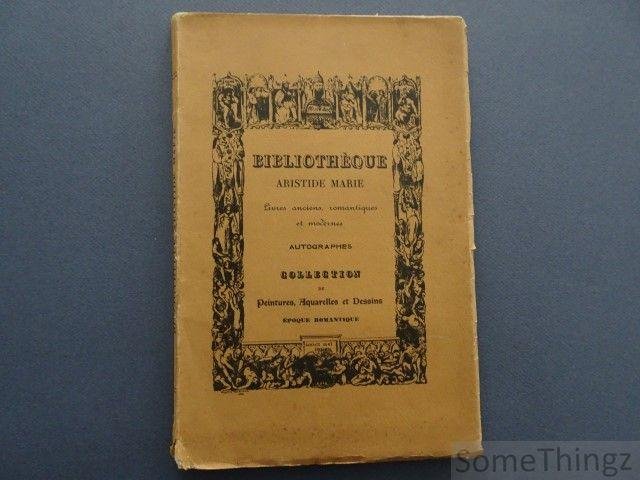 BIBLIOTHÈQUE
ARISTIDE MARIE
Livres anciens, romantiques
et modernes
AUTOGRAPHES
COLLECTION
DE
Peintures, Aquarelles et Dessins
ÉPOQUE ROMANTIQUE
SomeThingz